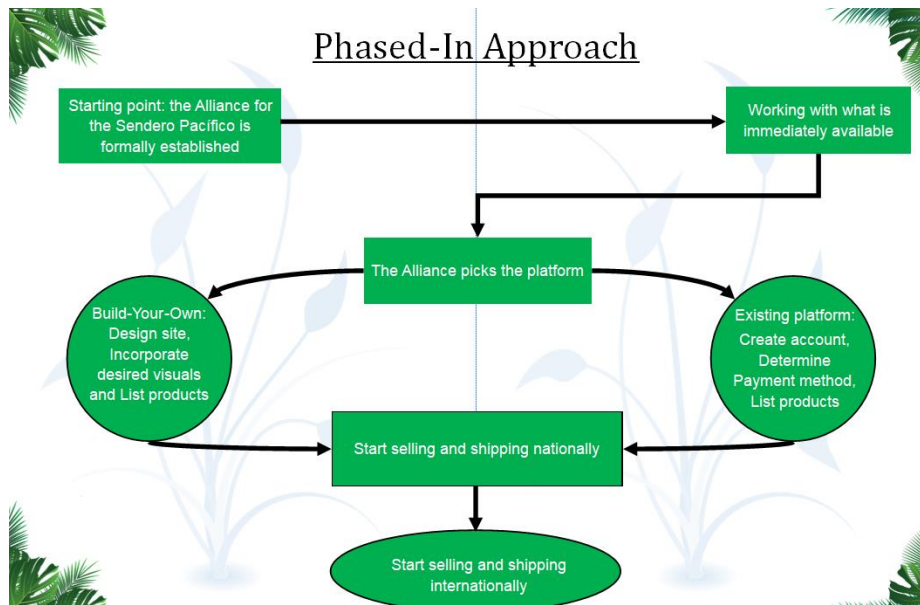 Phased-In Approach
Starting point: the Alliance for
the Sendero Pacífico is
formally established
Working with what is
immediately available
The Alliance picks the platform
Build-Your-Own:
Design site,
Incorporate
desired visuals
and List products
Existing platform:
Create account,
Determine
Payment method,
List products
Start selling and shipping nationally
Start selling and shipping
internationally